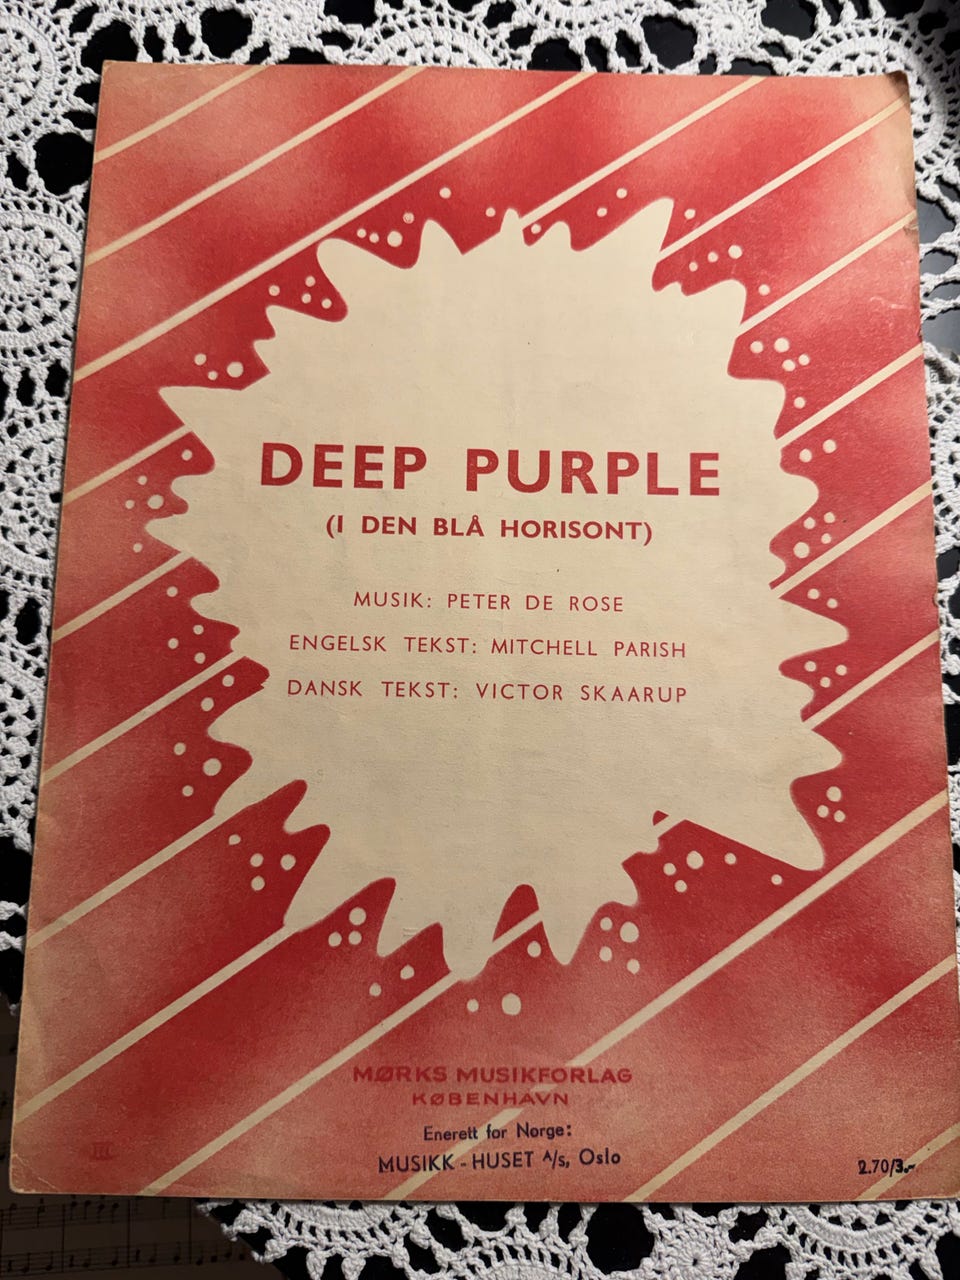 DEEP PURPLE
(I DEN BLÅ HORISONT)
MUSIK: PETER DE ROSE
ENGELSK TEKST: MITCHELL PARISH
DANSK TEKST: VICTOR SKAARUP
MØRKS MUSIKFORLAG
KØBENHAVN
Enerett for Norge:
MUSIKK-HUSET A/s, Oslo
III
2.70/3.-